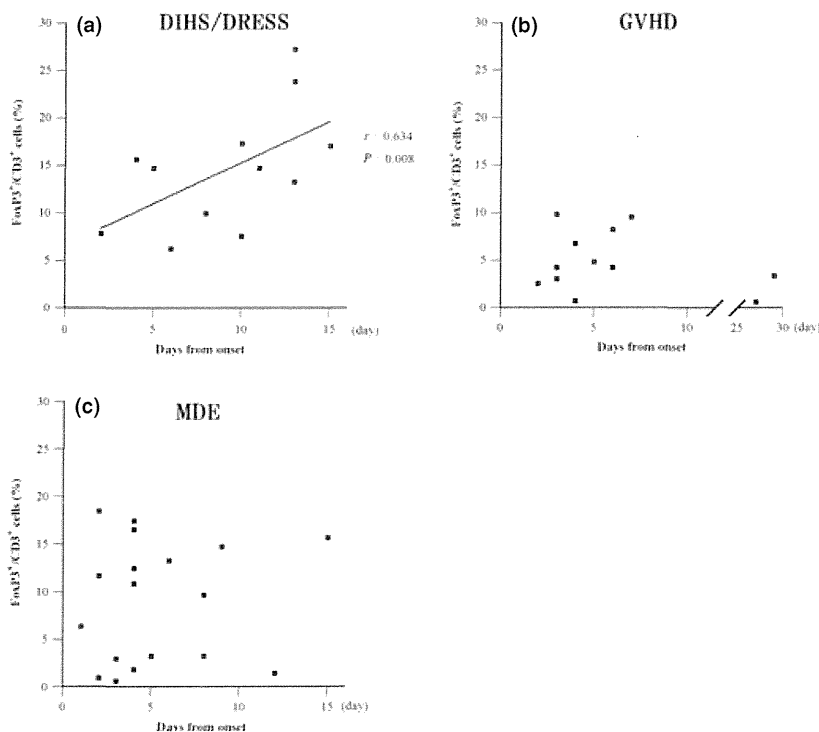 (a) DIHS/DRESS
30
25
20
15
10
5
0
FoxP3⁺/CD3⁺ cells (%)
r 0.634
P 0.008
0 5 10 15 (day)
Days from onset
(b) GVHD
30
25
20
15
10
5
0
FoxP3⁺/CD3⁺ cells (%)
0 5 10 25 30 (day)
Days from onset
(c) MDE
30
25
20
15
10
5
0
FoxP3⁺/CD3⁺ cells (%)
0 5 10 15 (day)
Days from onset